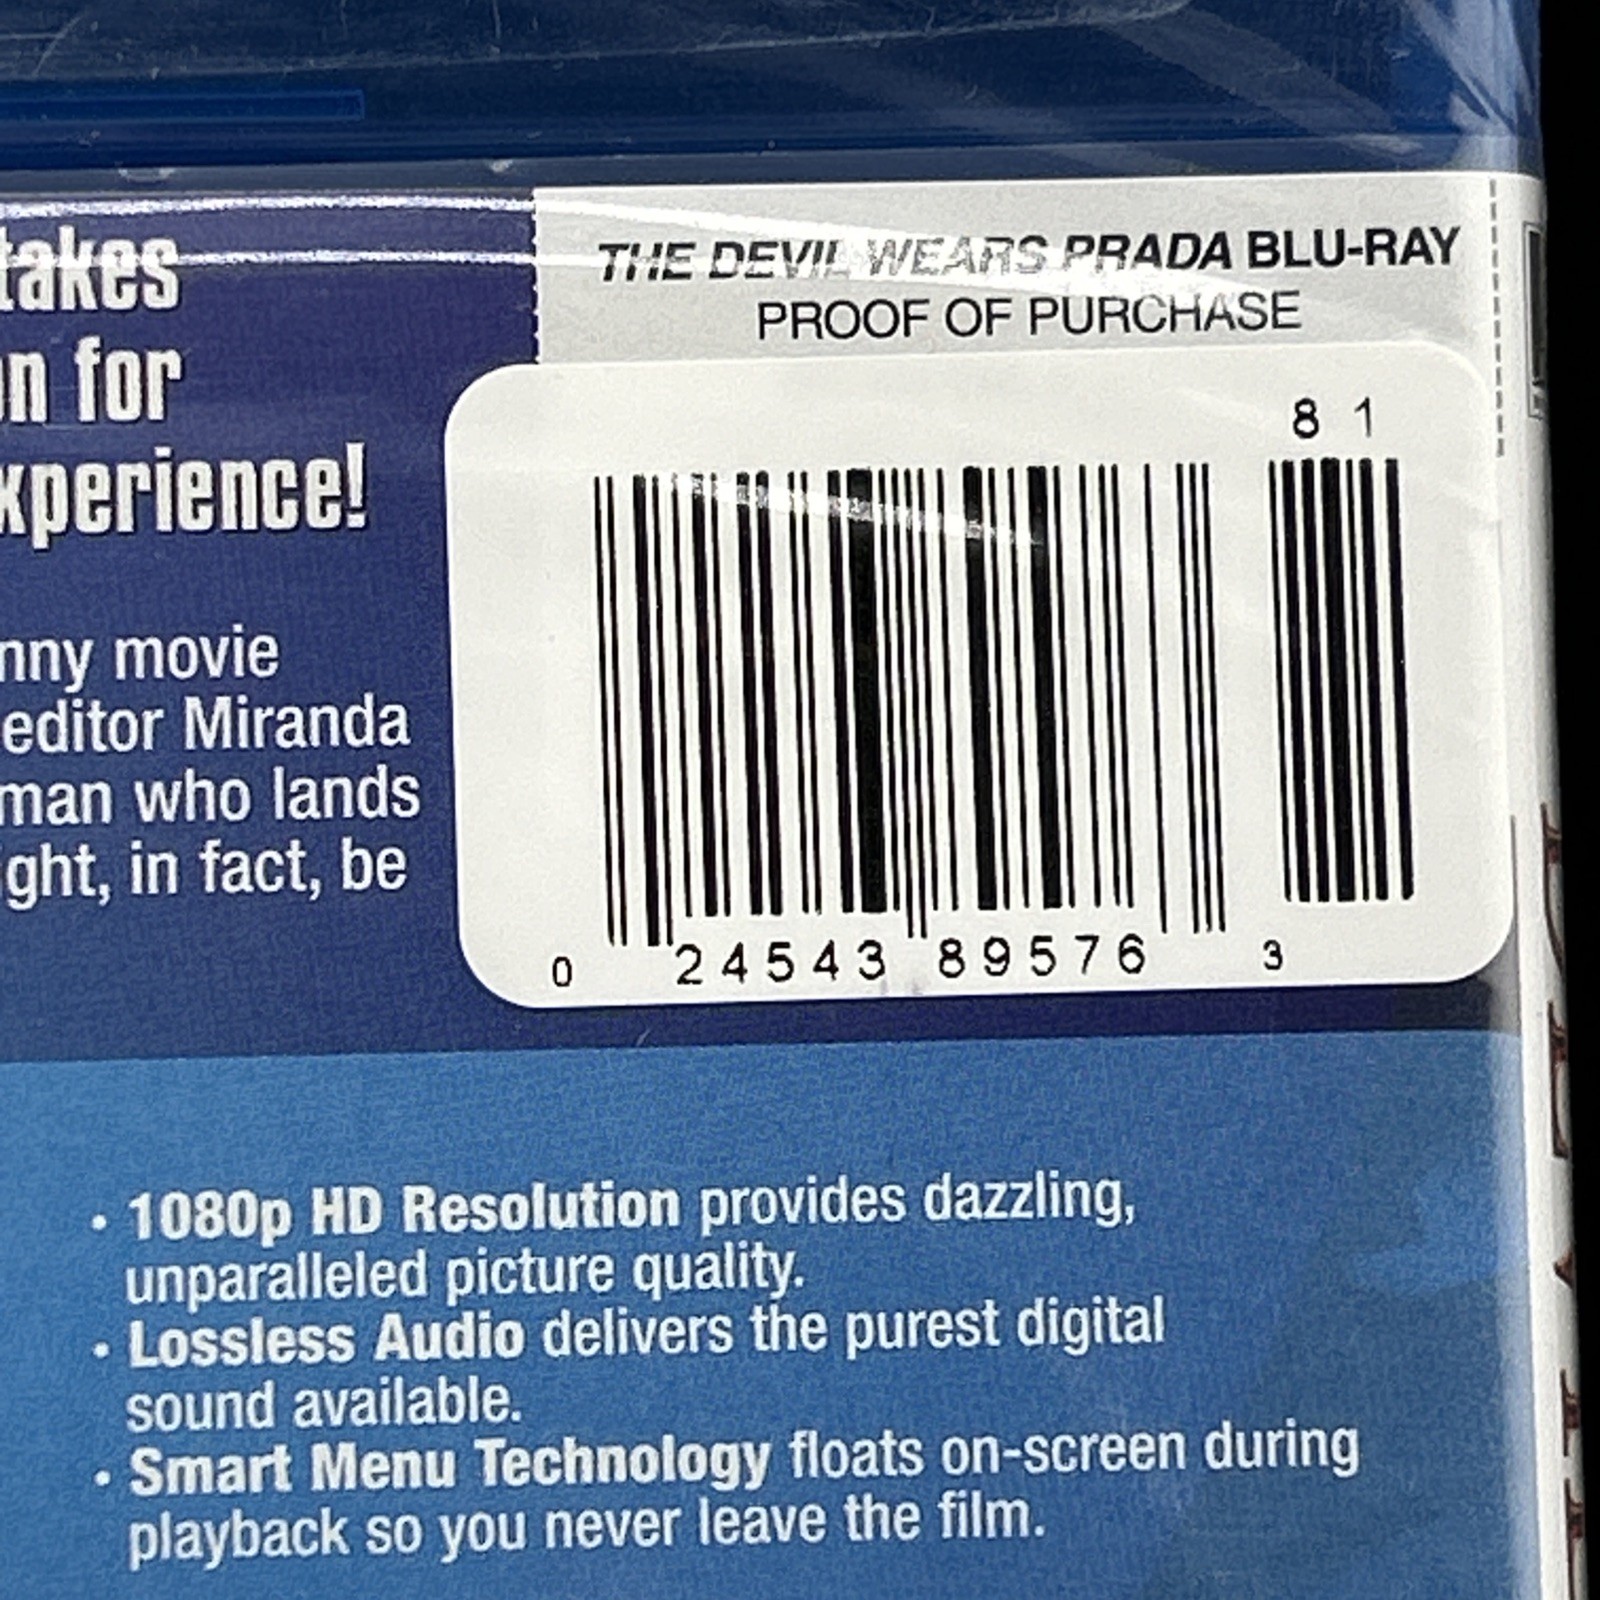 takes
on for
xperience!
THE DEVIL WEARS PRADA BLU-RAY
PROOF OF PURCHASE
81
0 24543 89576 3
nny movie
editor Miranda
man who lands
ght, in fact, be
• 1080p HD Resolution provides dazzling,
unparalleled picture quality.
• Lossless Audio delivers the purest digital
sound available.
• Smart Menu Technology floats on-screen during
playback so you never leave the film.